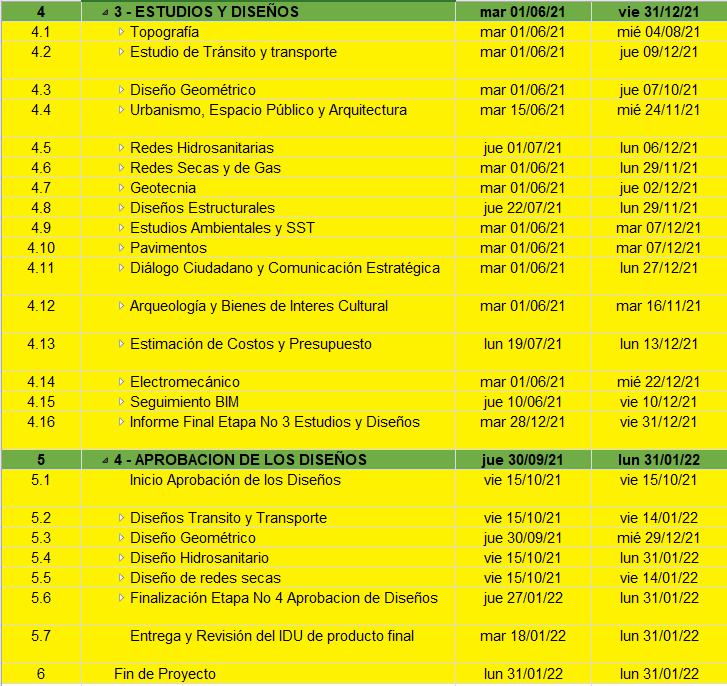 4 3 - ESTUDIOS Y DISEÑOS mar 01/06/21 vie 31/12/21
4.1 Topografía mar 01/06/21 mié 04/08/21
4.2 Estudio de Tránsito y transporte mar 01/06/21 jue 09/12/21
4.3 Diseño Geométrico mar 01/06/21 jue 07/10/21
4.4 Urbanismo, Espacio Público y Arquitectura mar 15/06/21 mié 24/11/21
4.5 Redes Hidrosanitarias jue 01/07/21 lun 06/12/21
4.6 Redes Secas y de Gas mar 01/06/21 lun 29/11/21
4.7 Geotecnia mar 01/06/21 jue 02/12/21
4.8 Diseños Estructurales jue 22/07/21 lun 29/11/21
4.9 Estudios Ambientales y SST mar 01/06/21 mar 07/12/21
4.10 Pavimentos mar 01/06/21 mar 07/12/21
4.11 Diálogo Ciudadano y Comunicación Estratégica mar 01/06/21 lun 27/12/21
4.12 Arqueología y Bienes de Interes Cultural mar 01/06/21 mar 16/11/21
4.13 Estimación de Costos y Presupuesto lun 19/07/21 lun 13/12/21
4.14 Electromecánico mar 01/06/21 mié 22/12/21
4.15 Seguimiento BIM jue 10/06/21 vie 10/12/21
4.16 Informe Final Etapa No 3 Estudios y Diseños mar 28/12/21 vie 31/12/21
5 4 - APROBACION DE LOS DISEÑOS jue 30/09/21 lun 31/01/22
5.1 Inicio Aprobación de los Diseños vie 15/10/21 vie 15/10/21
5.2 Diseños Transito y Transporte vie 15/10/21 vie 14/01/22
5.3 Diseño Geométrico jue 30/09/21 mié 29/12/21
5.4 Diseño Hidrosanitario vie 15/10/21 lun 31/01/22
5.5 Diseño de redes secas vie 15/10/21 vie 14/01/22
5.6 Finalización Etapa No 4 Aprobacion de Diseños jue 27/01/22 lun 31/01/22
5.7 Entrega y Revisión del IDU de producto final mar 18/01/22 lun 31/01/22
6 Fin de Proyecto lun 31/01/22 lun 31/01/22